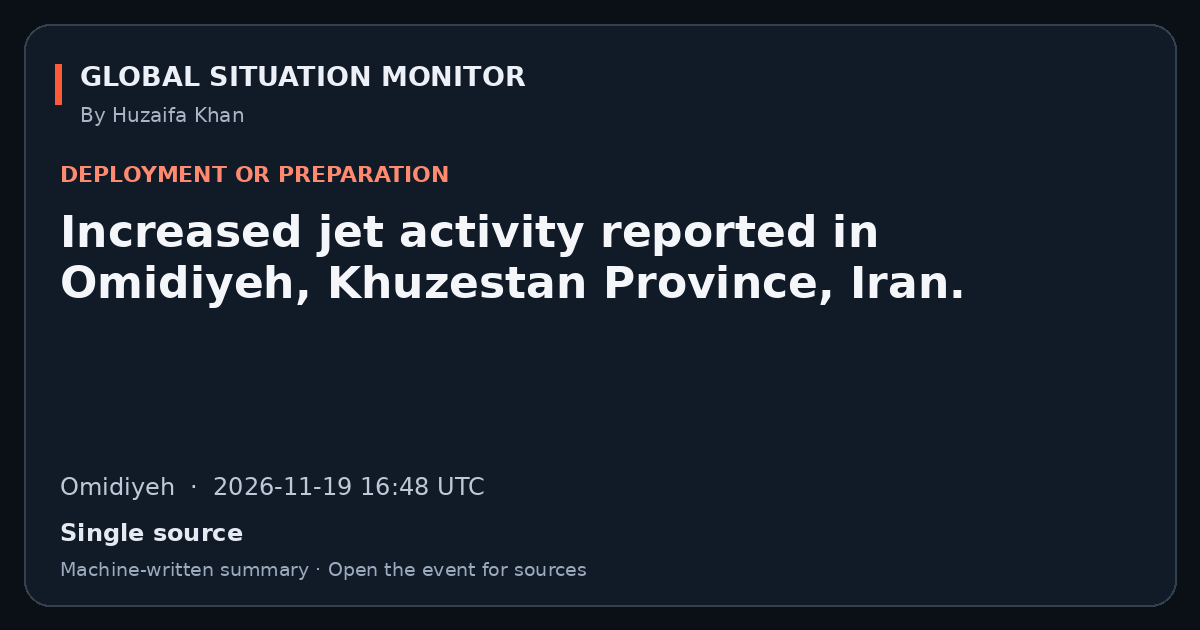 GLOBAL SITUATION MONITOR
By Huzaifa Khan
DEPLOYMENT OR PREPARATION
Increased jet activity reported in
Omidiyeh, Khuzestan Province, Iran.
Omidiyeh · 2026-11-19 16:48 UTC
Single source
Machine-written summary · Open the event for sources